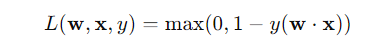 L(w, x, y) = max(0, 1 − y(w · x))